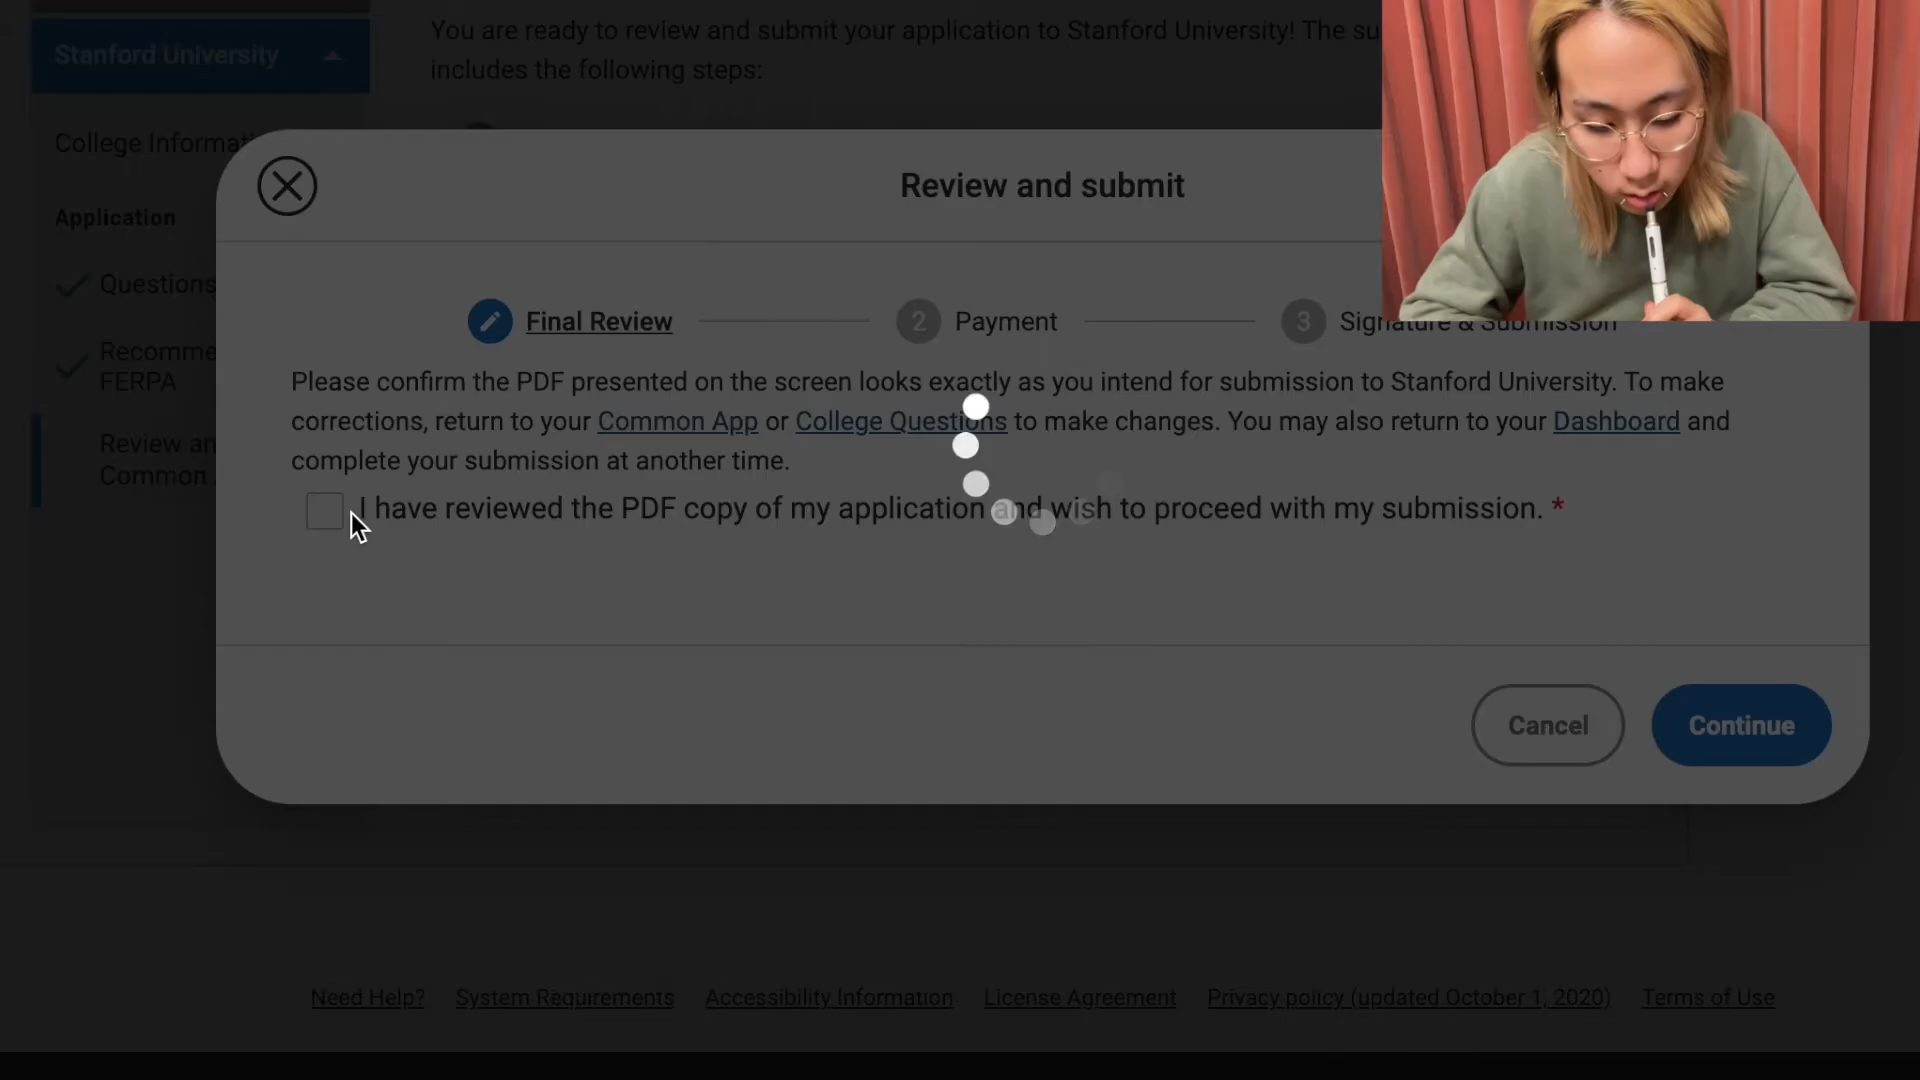 You are ready to review and submit your application to Stanford University! The su
includes the following steps:
Stanford University
College Informat
Application
Questions
Recomme
FERPA
Review an
Common
Review and submit
Final Review
2 Payment
3 Signature & Submission
Please confirm the PDF presented on the screen looks exactly as you intend for submission to Stanford University. To make
corrections, return to your Common App or College Questions to make changes. You may also return to your Dashboard and
complete your submission at another time.
I have reviewed the PDF copy of my application and wish to proceed with my submission. *
Cancel
Continue
Need Help? System Requirements Accessibility Information License Agreement Privacy policy (updated October 1, 2020) Terms of Use